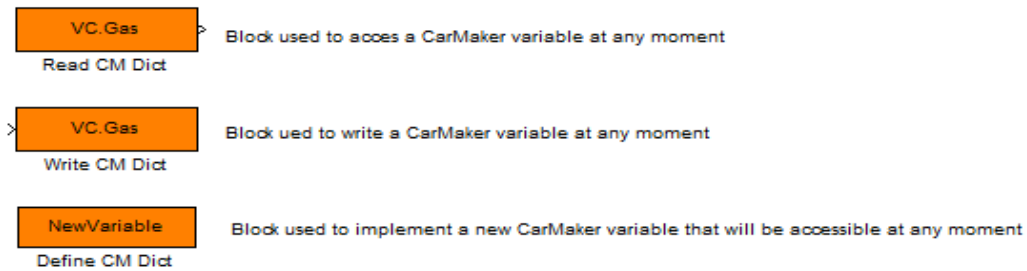 VC.Gas
Block used to acces a CarMaker variable at any moment
Read CM Dict
VC.Gas
Block ued to write a CarMaker variable at any moment
Write CM Dict
NewVariable
Block used to implement a new CarMaker variable that will be accessible at any moment
Define CM Dict